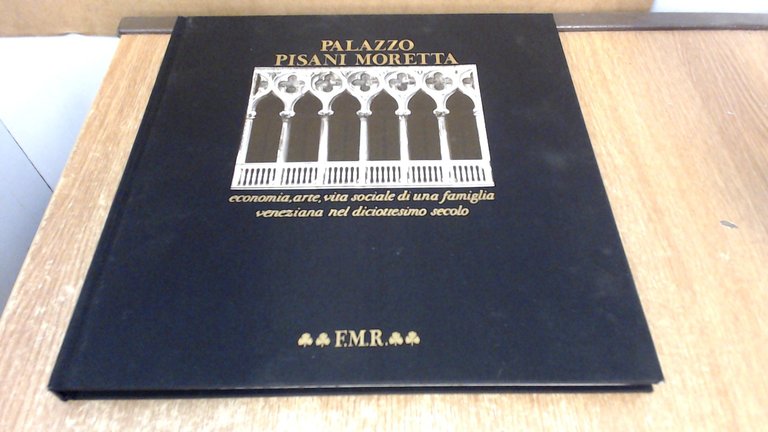 PALAZZO
PISANI MORETTA
economia, arte, vita sociale di una famiglia
veneziana nel diciottesimo secolo
F.M.R.